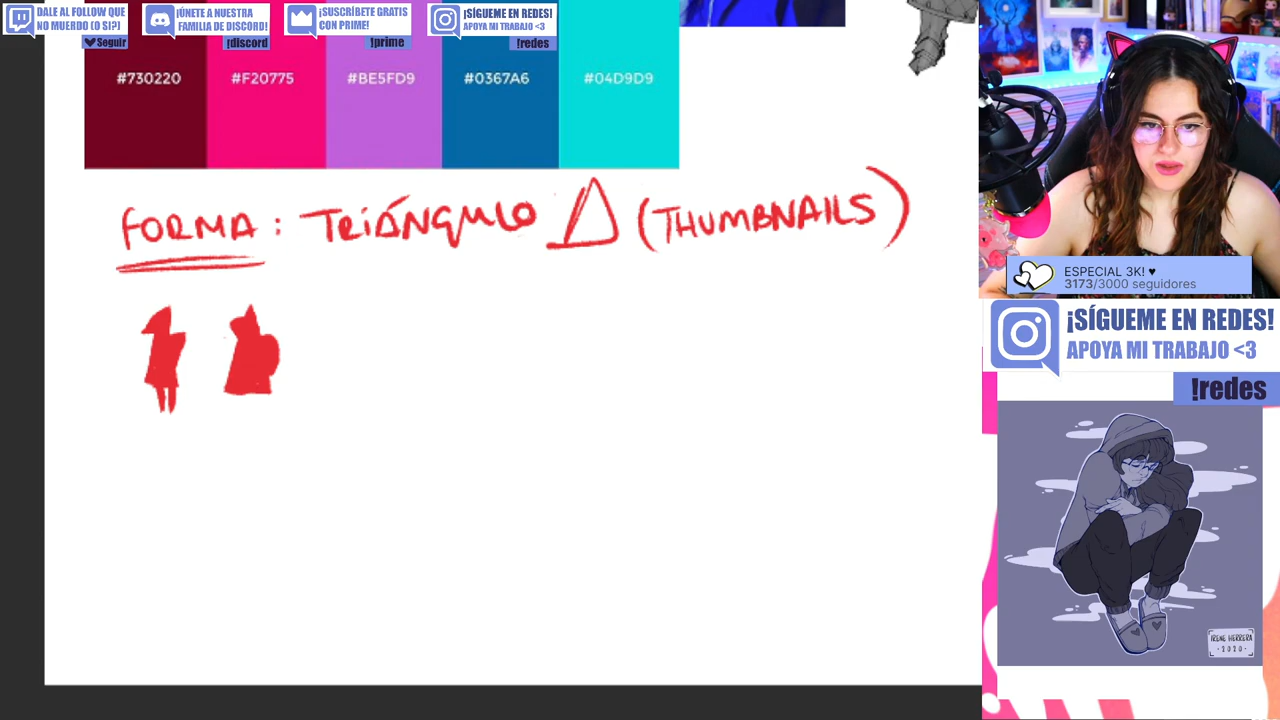 DALE AL FOLLOW QUE
NO MUERDO (O SI?)
Seguir
¡ÚNETE A NUESTRA
FAMILIA DE DISCORD!
!discord
¡SUSCRÍBETE GRATIS
CON PRIME!
!prime
¡SÍGUEME EN REDES!
APOYA MI TRABAJO <3
!redes
#730220
#F20775
#BE5FD9
#0367A6
#04D9D9
FORMA: TRIÁNGULO (THUMBNAILS)
ESPECIAL 3K! ♥
3173/3000 seguidores
¡SÍGUEME EN REDES!
APOYA MI TRABAJO <3
!redes
IRENE HERRERA
·2020·